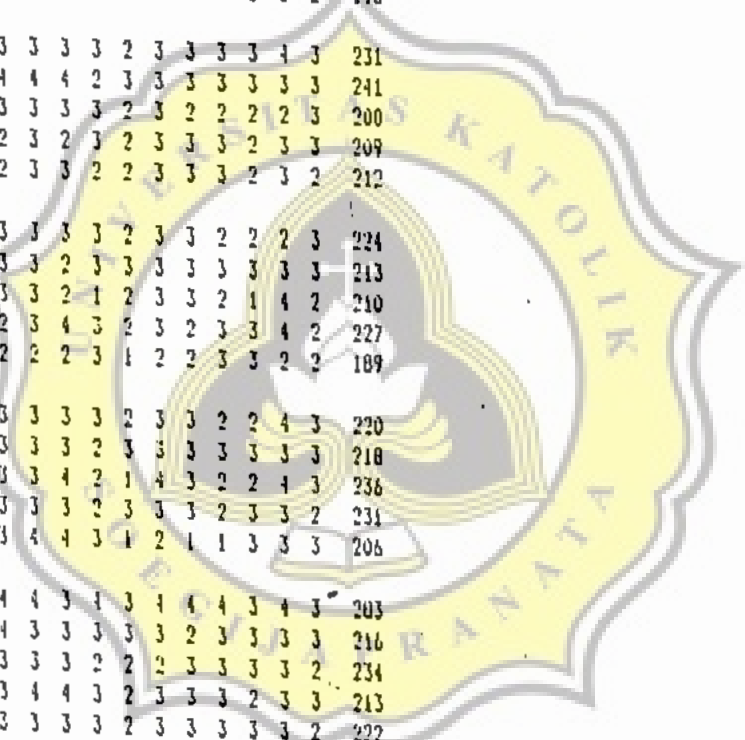 3 3 3 3 2 3 3 3 3 4 3 231
4 4 4 2 3 3 3 3 3 3 3 241
3 3 3 3 2 3 2 2 2 2 3 200
2 3 2 3 2 3 3 3 2 3 3 209
2 3 3 2 2 3 3 3 2 3 2 212
3 3 3 3 2 3 3 2 2 2 3 224
3 3 2 3 3 3 3 3 3 3 3 213
3 3 2 1 2 3 3 2 1 4 2 210
2 3 4 3 2 3 2 3 3 4 2 227
2 2 2 3 1 2 2 3 3 2 2 189
3 3 3 3 2 3 3 2 2 4 3 220
3 3 3 2 3 3 3 3 3 3 3 218
3 3 4 2 1 4 3 2 2 4 3 236
3 3 3 2 3 3 3 2 3 3 2 231
3 4 4 3 1 2 1 1 3 3 3 206
4 4 3 4 3 4 4 4 3 4 3 203
4 3 3 3 3 3 2 3 3 3 3 216
3 3 3 2 2 2 3 3 3 3 2 234
3 4 4 3 2 3 3 3 2 3 3 213
3 3 3 3 2 3 3 3 3 3 2 222
UNIVERSITAS KATOLIK
SOEGIJAPRANATA